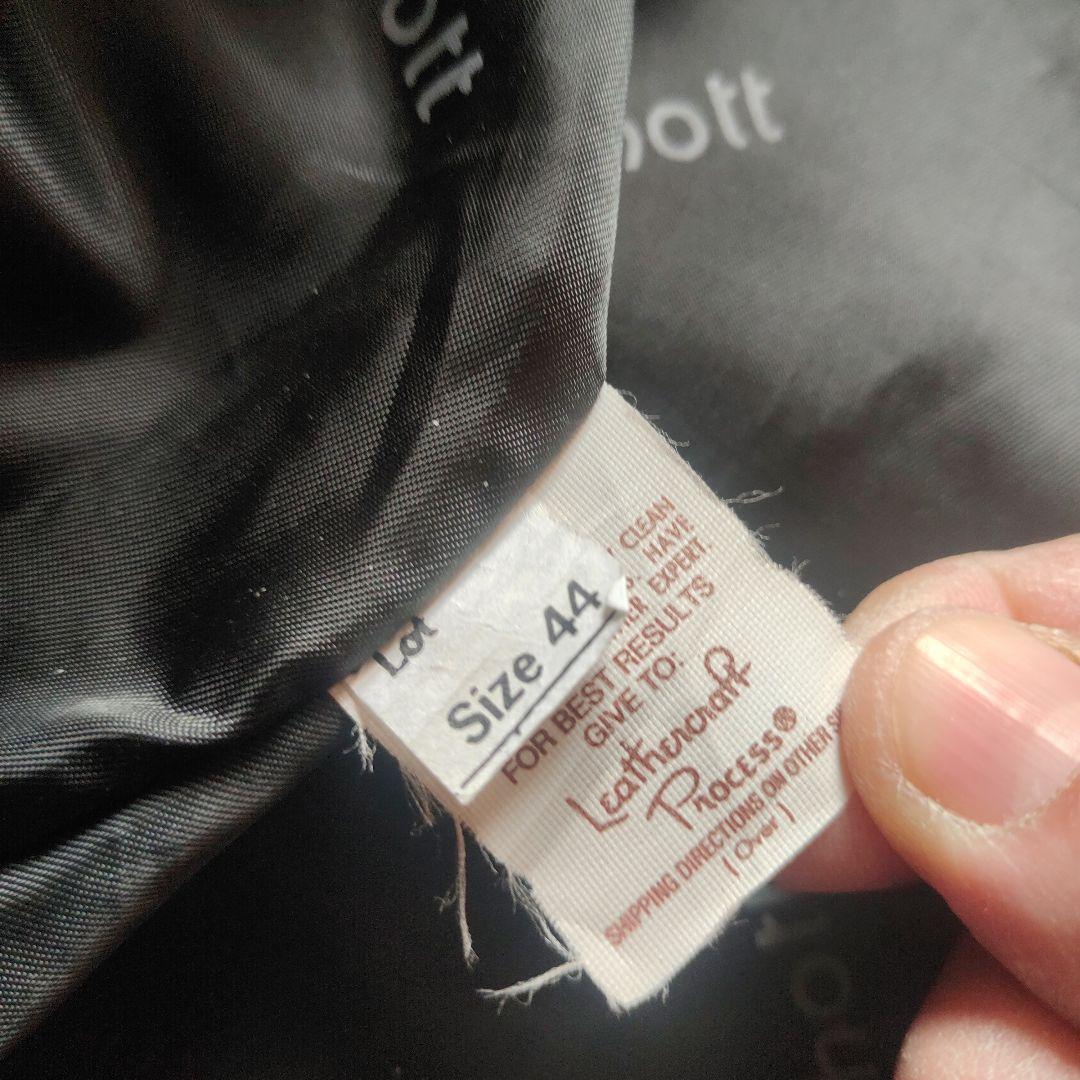 ott
ott
Lot
Size 44
CLEAN
HAVE
EXPERT.
FOR BEST RESULTS
GIVE TO:
Leathercraft
Process®
SHIPPING DIRECTIONS ON OTHER
(Over)